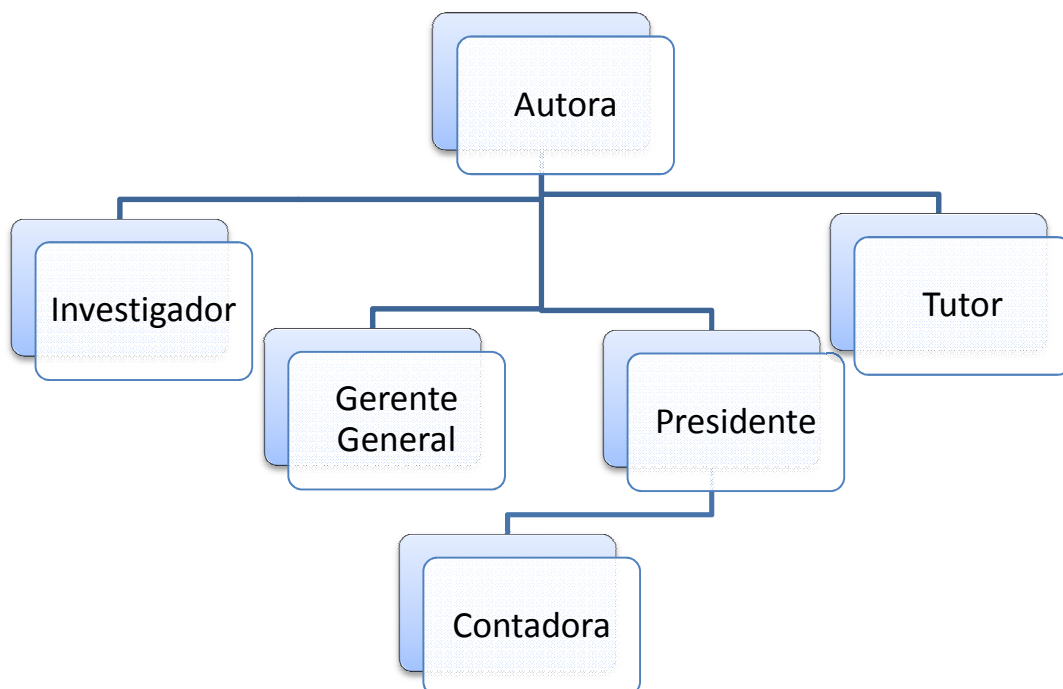 Autora
Investigador
Tutor
Gerente
General
Presidente
Contadora